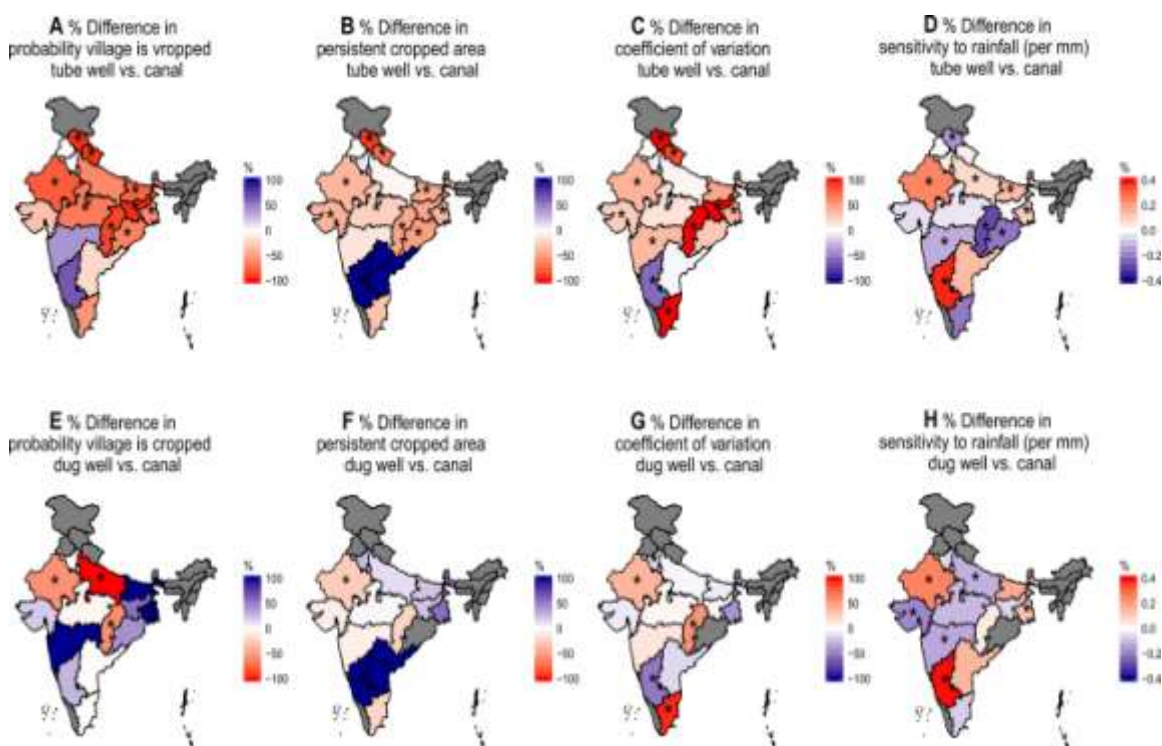 A % Difference in
probability village is vropped
tube well vs. canal
B % Difference in
persistent cropped area
tube well vs. canal
C % Difference in
coefficient of variation
tube well vs. canal
D % Difference in
sensitivity to rainfall (per mm)
tube well vs. canal
%
100
50
0
−50
−100
%
100
50
0
−50
−100
%
100
50
0
−50
−100
%
0.4
0.2
0.0
−0.2
−0.4
E % Difference in
probability village is cropped
dug well vs. canal
F % Difference in
persistent cropped area
dug well vs. canal
G % Difference in
coefficient of variation
dug well vs. canal
H % Difference in
sensitivity to rainfall (per mm)
dug well vs. canal
%
100
50
0
−50
−100
%
100
50
0
−50
−100
%
100
50
0
−50
−100
%
0.4
0.2
0.0
−0.2
−0.4